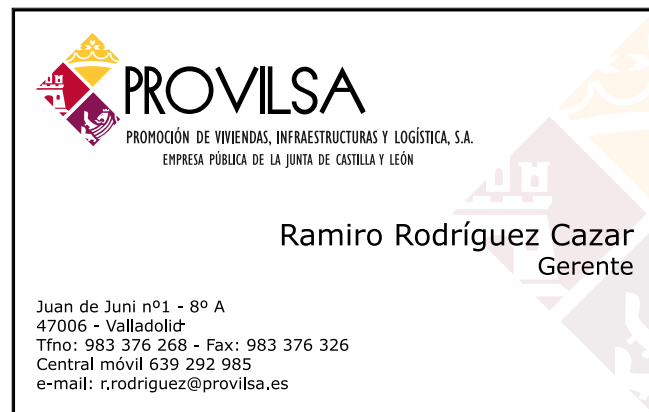 PROVILSA
PROMOCIÓN DE VIVIENDAS, INFRAESTRUCTURAS Y LOGÍSTICA, S.A.
EMPRESA PÚBLICA DE LA JUNTA DE CASTILLA Y LEÓN
Ramiro Rodríguez Cazar
Gerente
Juan de Juni nº1 - 8º A
47006 - Valladolid
Tfno: 983 376 268 - Fax: 983 376 326
Central móvil 639 292 985
e-mail: r.rodriguez@provilsa.es